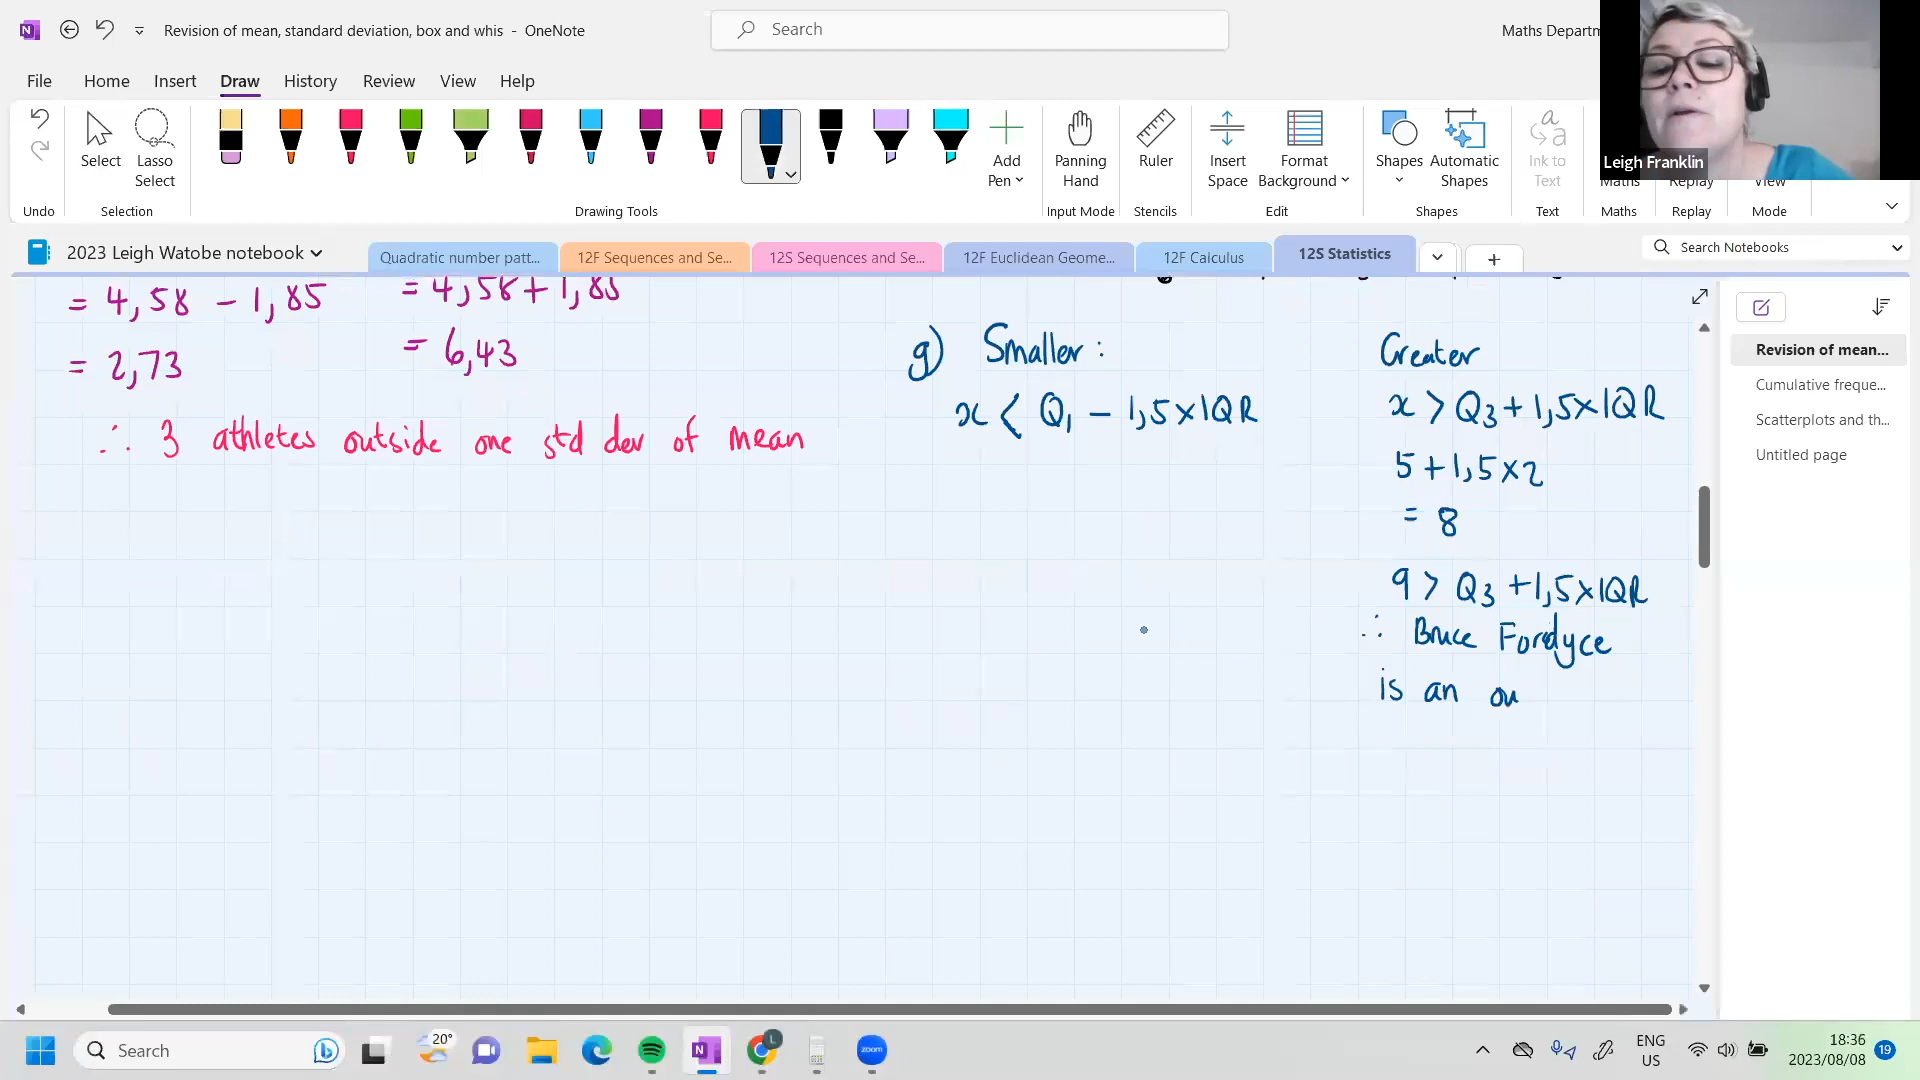 Revision of mean, standard deviation, box and whis - OneNote
Search
Maths Departm
File Home Insert Draw History Review View Help
Undo
Select
Lasso Select
Selection
Drawing Tools
Add Pen
Panning Hand
Input Mode
Ruler
Stencils
Insert Space
Format Background
Edit
Shapes
Automatic Shapes
Shapes
Ink to Text
Text
Maths
Maths
Replay
Replay
View
Mode
Leigh Franklin
2023 Leigh Watobe notebook
Quadratic number patt...
12F Sequences and Se...
12S Sequences and Se...
12F Euclidean Geome...
12F Calculus
12S Statistics
Search Notebooks
= 4,58 - 1,85
= 4,58 + 1,85
= 2,73
= 6,43
∴ 3 athletes outside one std dev of mean
g) Smaller:
x < Q1 - 1,5×IQR
Greater
x > Q3 + 1,5×IQR
5 + 1,5×2
= 8
9 > Q3 + 1,5×IQR
∴ Bruce Fordyce
is an ou
Revision of mean...
Cumulative freque...
Scatterplots and th...
Untitled page
Search
20°
zoom
ENG
US
18:36
2023/08/08
19